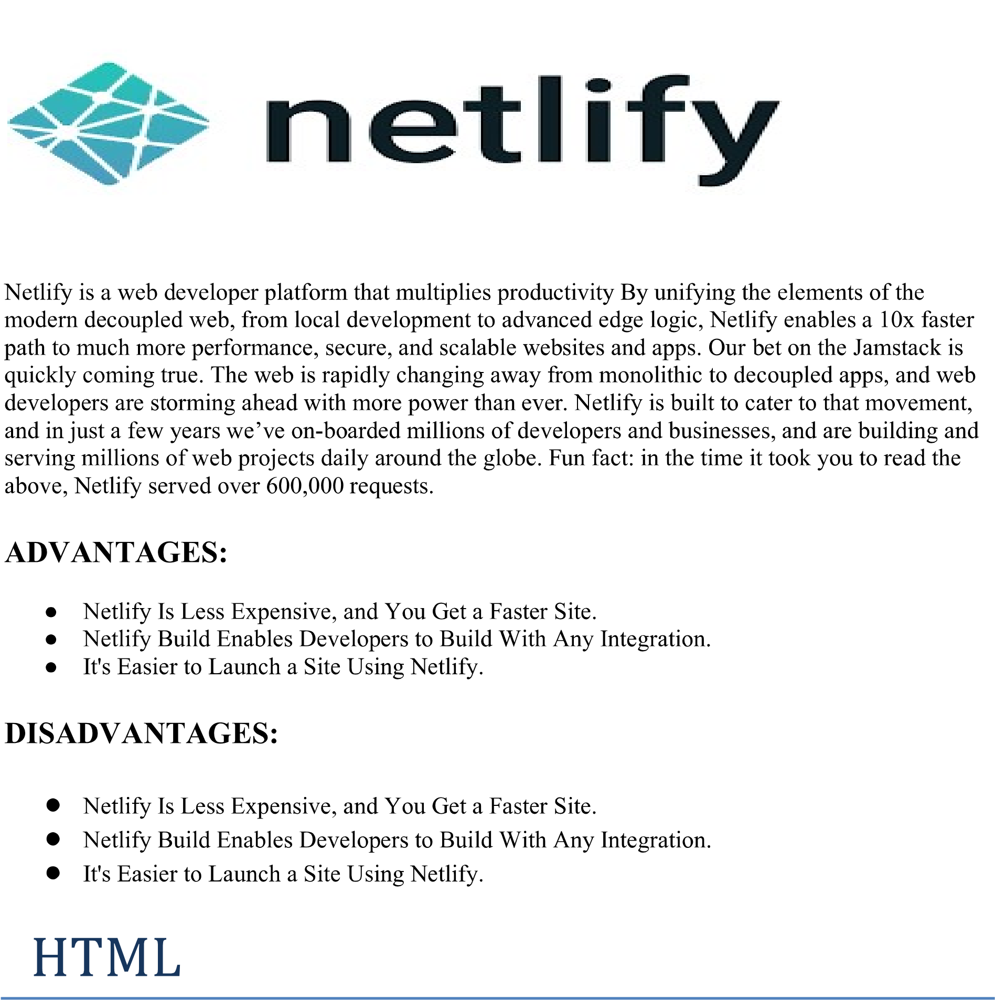 netlify
Netlify is a web developer platform that multiplies productivity By unifying the elements of the
modern decoupled web, from local development to advanced edge logic, Netlify enables a 10x faster
path to much more performance, secure, and scalable websites and apps. Our bet on the Jamstack is
quickly coming true. The web is rapidly changing away from monolithic to decoupled apps, and web
developers are storming ahead with more power than ever. Netlify is built to cater to that movement,
and in just a few years we’ve on-boarded millions of developers and businesses, and are building and
serving millions of web projects daily around the globe. Fun fact: in the time it took you to read the
above, Netlify served over 600,000 requests.
ADVANTAGES:
● Netlify Is Less Expensive, and You Get a Faster Site.
● Netlify Build Enables Developers to Build With Any Integration.
● It's Easier to Launch a Site Using Netlify.
DISADVANTAGES:
● Netlify Is Less Expensive, and You Get a Faster Site.
● Netlify Build Enables Developers to Build With Any Integration.
● It's Easier to Launch a Site Using Netlify.
HTML